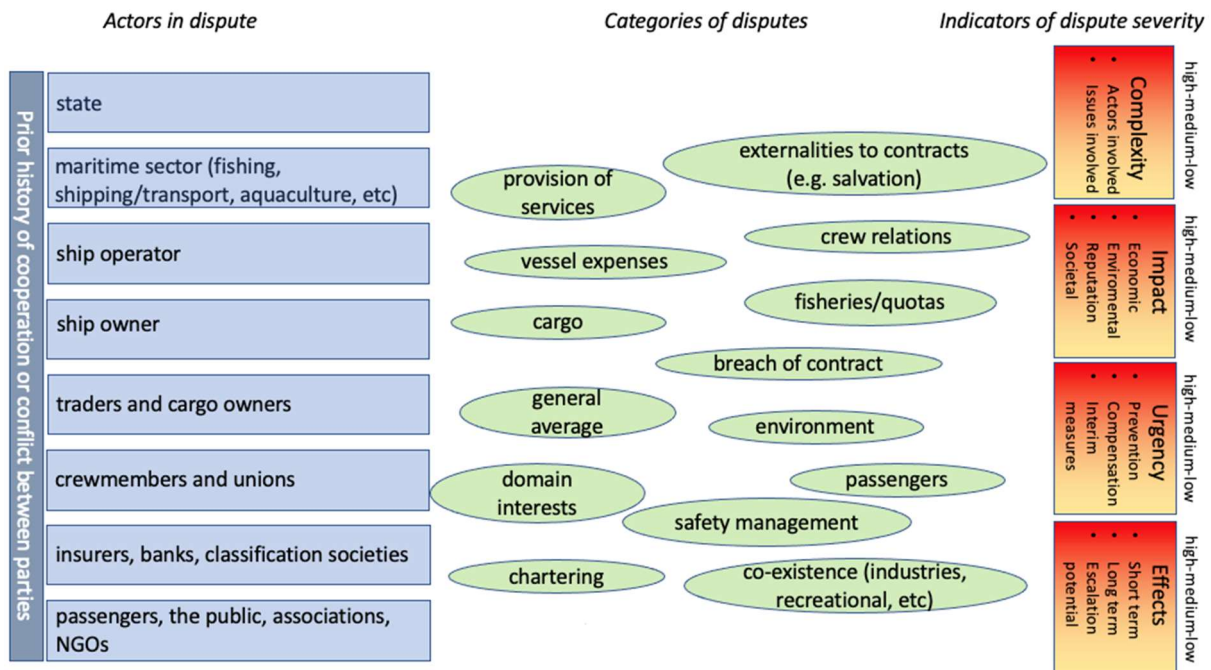 Actors in dispute
Categories of disputes
Indicators of dispute severity
Prior history of cooperation or conflict between parties
state
maritime sector (fishing,
shipping/transport, aquaculture, etc)
ship operator
ship owner
traders and cargo owners
crewmembers and unions
insurers, banks, classification societies
passengers, the public, associations,
NGOs
externalities to contracts
(e.g. salvation)
provision of
services
crew relations
vessel expenses
fisheries/quotas
cargo
breach of contract
general
average
environment
domain
interests
passengers
safety management
chartering
co-existence (industries,
recreational, etc)
high-medium-low
Complexity
• Actors involved
• Issues involved
high-medium-low
Impact
• Economic
• Enviromental
• Reputation
• Societal
high-medium-low
Urgency
• Prevention
• Compensation
• Interim
measures
high-medium-low
Effects
• Short term
• Long term
• Escalation
potential